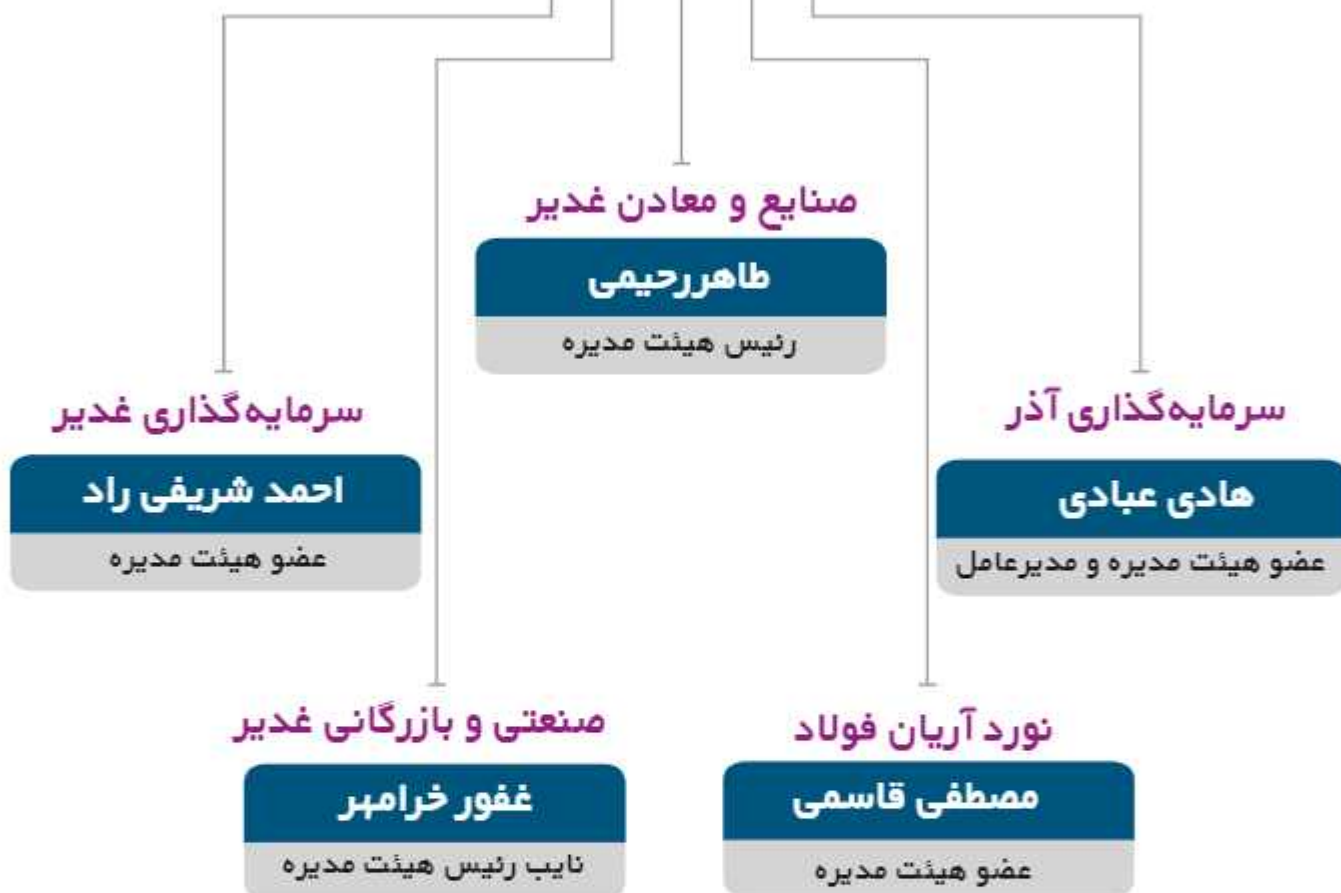 صنایع و معادن غدیر
طاهررحیمی
رئیس هیئت مدیره
سرمایه‌گذاری آذر
هادی عبادی
عضو هیئت مدیره و مدیرعامل
سرمایه‌گذاری غدیر
احمد شریفی راد
عضو هیئت مدیره
نورد آریان فولاد
مصطفی قاسمی
عضو هیئت مدیره
صنعتی و بازرگانی غدیر
غفور خرامهر
نایب رئیس هیئت مدیره